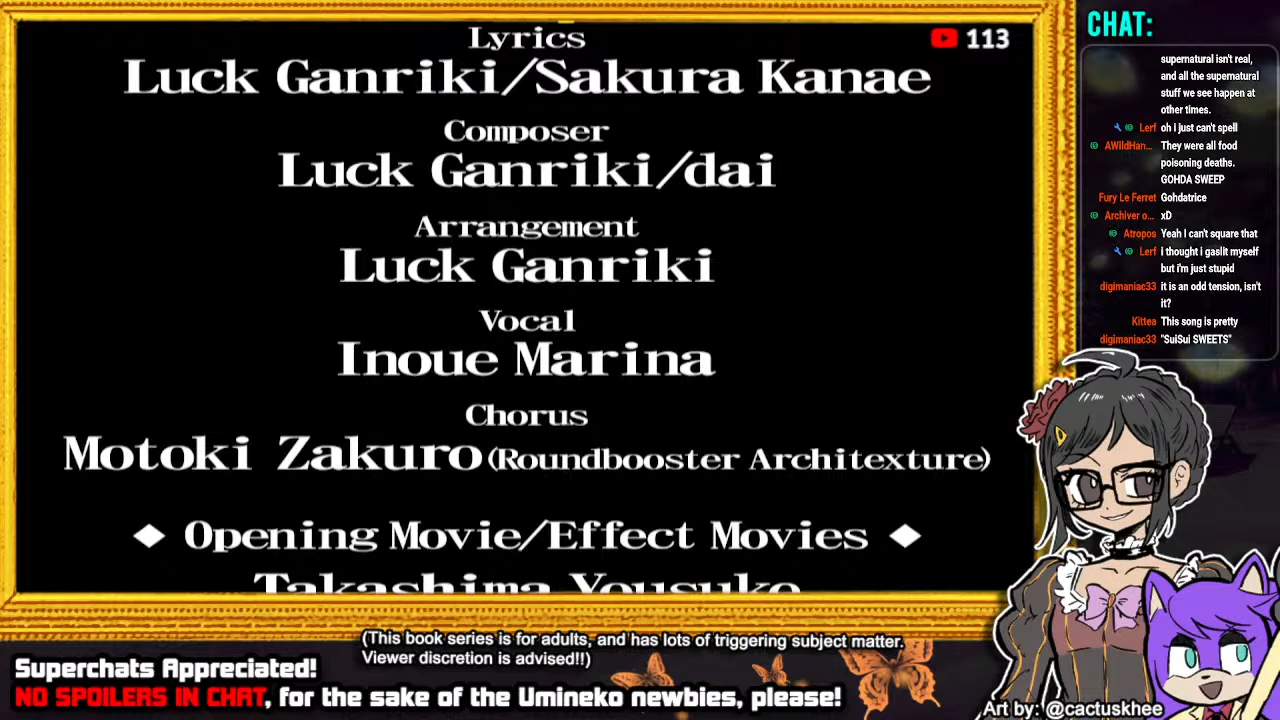 Lyrics
Luck Ganriki/Sakura Kanae
Composer
Luck Ganriki/dai
Arrangement
Luck Ganriki
Vocal
Inoue Marina
Chorus
Motoki Zakuro(Roundbooster Architexture)
◆ Opening Movie/Effect Movies ◆
Takashima Yousuke
113
CHAT:
supernatural isn't real,
and all the supernatural
stuff we see happen at
other times.
Lerf oh I just can't spell
AWildHan... They were all food
poisoning deaths.
GOHDA SWEEP
Fury Le Ferret Gohdatrice
Archiver o... xD
Atropos Yeah I can't square that
Lerf i thought i gaslit myself
but i'm just stupid
digimaniac33 it is an odd tension, isn't
it?
Kittea This song is pretty
digimaniac33 "SuiSui SWEETS"
(This book series is for adults, and has lots of triggering subject matter.
Viewer discretion is advised!!)
Superchats Appreciated!
NO SPOILERS IN CHAT, for the sake of the Umineko newbies, please!
Art by: @cactuskhee